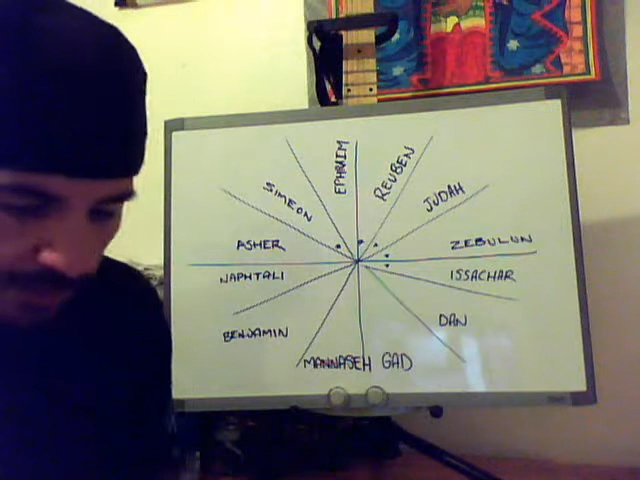 EPHRAIM
REUBEN
SIMEON
JUDAH
ASHER
ZEBULUN
NAPHTALI
ISSACHAR
BENJAMIN
DAN
MANNASEH GAD